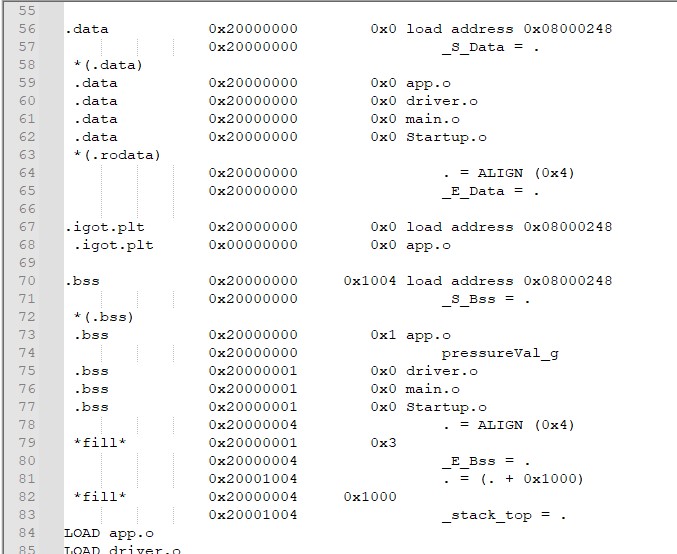 55
56 .data 0x20000000 0x0 load address 0x08000248
57 0x20000000 _S_Data = .
58 *(.data)
59 .data 0x20000000 0x0 app.o
60 .data 0x20000000 0x0 driver.o
61 .data 0x20000000 0x0 main.o
62 .data 0x20000000 0x0 Startup.o
63 *(.rodata)
64 0x20000000 . = ALIGN (0x4)
65 0x20000000 _E_Data = .
66
67 .igot.plt 0x20000000 0x0 load address 0x08000248
68 .igot.plt 0x00000000 0x0 app.o
69
70 .bss 0x20000000 0x1004 load address 0x08000248
71 0x20000000 _S_Bss = .
72 *(.bss)
73 .bss 0x20000000 0x1 app.o
74 0x20000000 pressureVal_g
75 .bss 0x20000001 0x0 driver.o
76 .bss 0x20000001 0x0 main.o
77 .bss 0x20000001 0x0 Startup.o
78 0x20000004 . = ALIGN (0x4)
79 *fill* 0x20000001 0x3
80 0x20000004 _E_Bss = .
81 0x20001004 . = (. + 0x1000)
82 *fill* 0x20000004 0x1000
83 0x20001004 _stack_top = .
84 LOAD app.o
85 LOAD driver.o